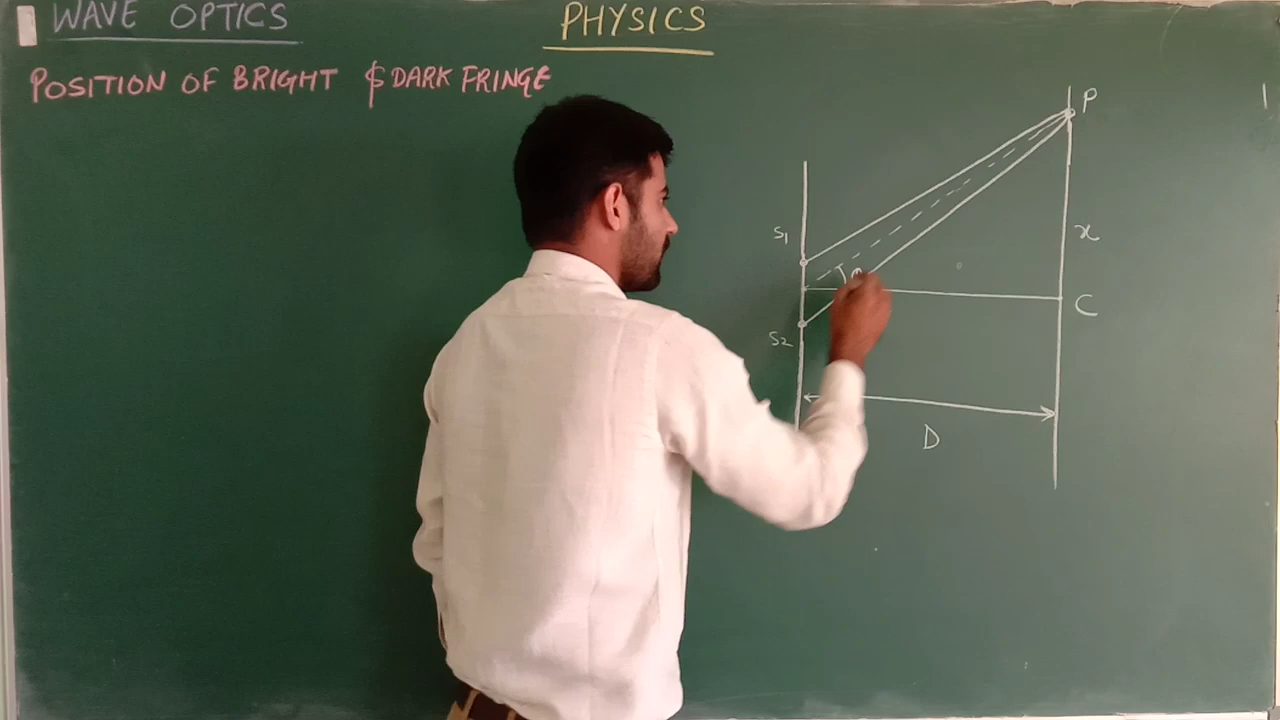 WAVE OPTICS
PHYSICS
POSITION OF BRIGHT & DARK FRINGE
P
S1
x
C
S2
D